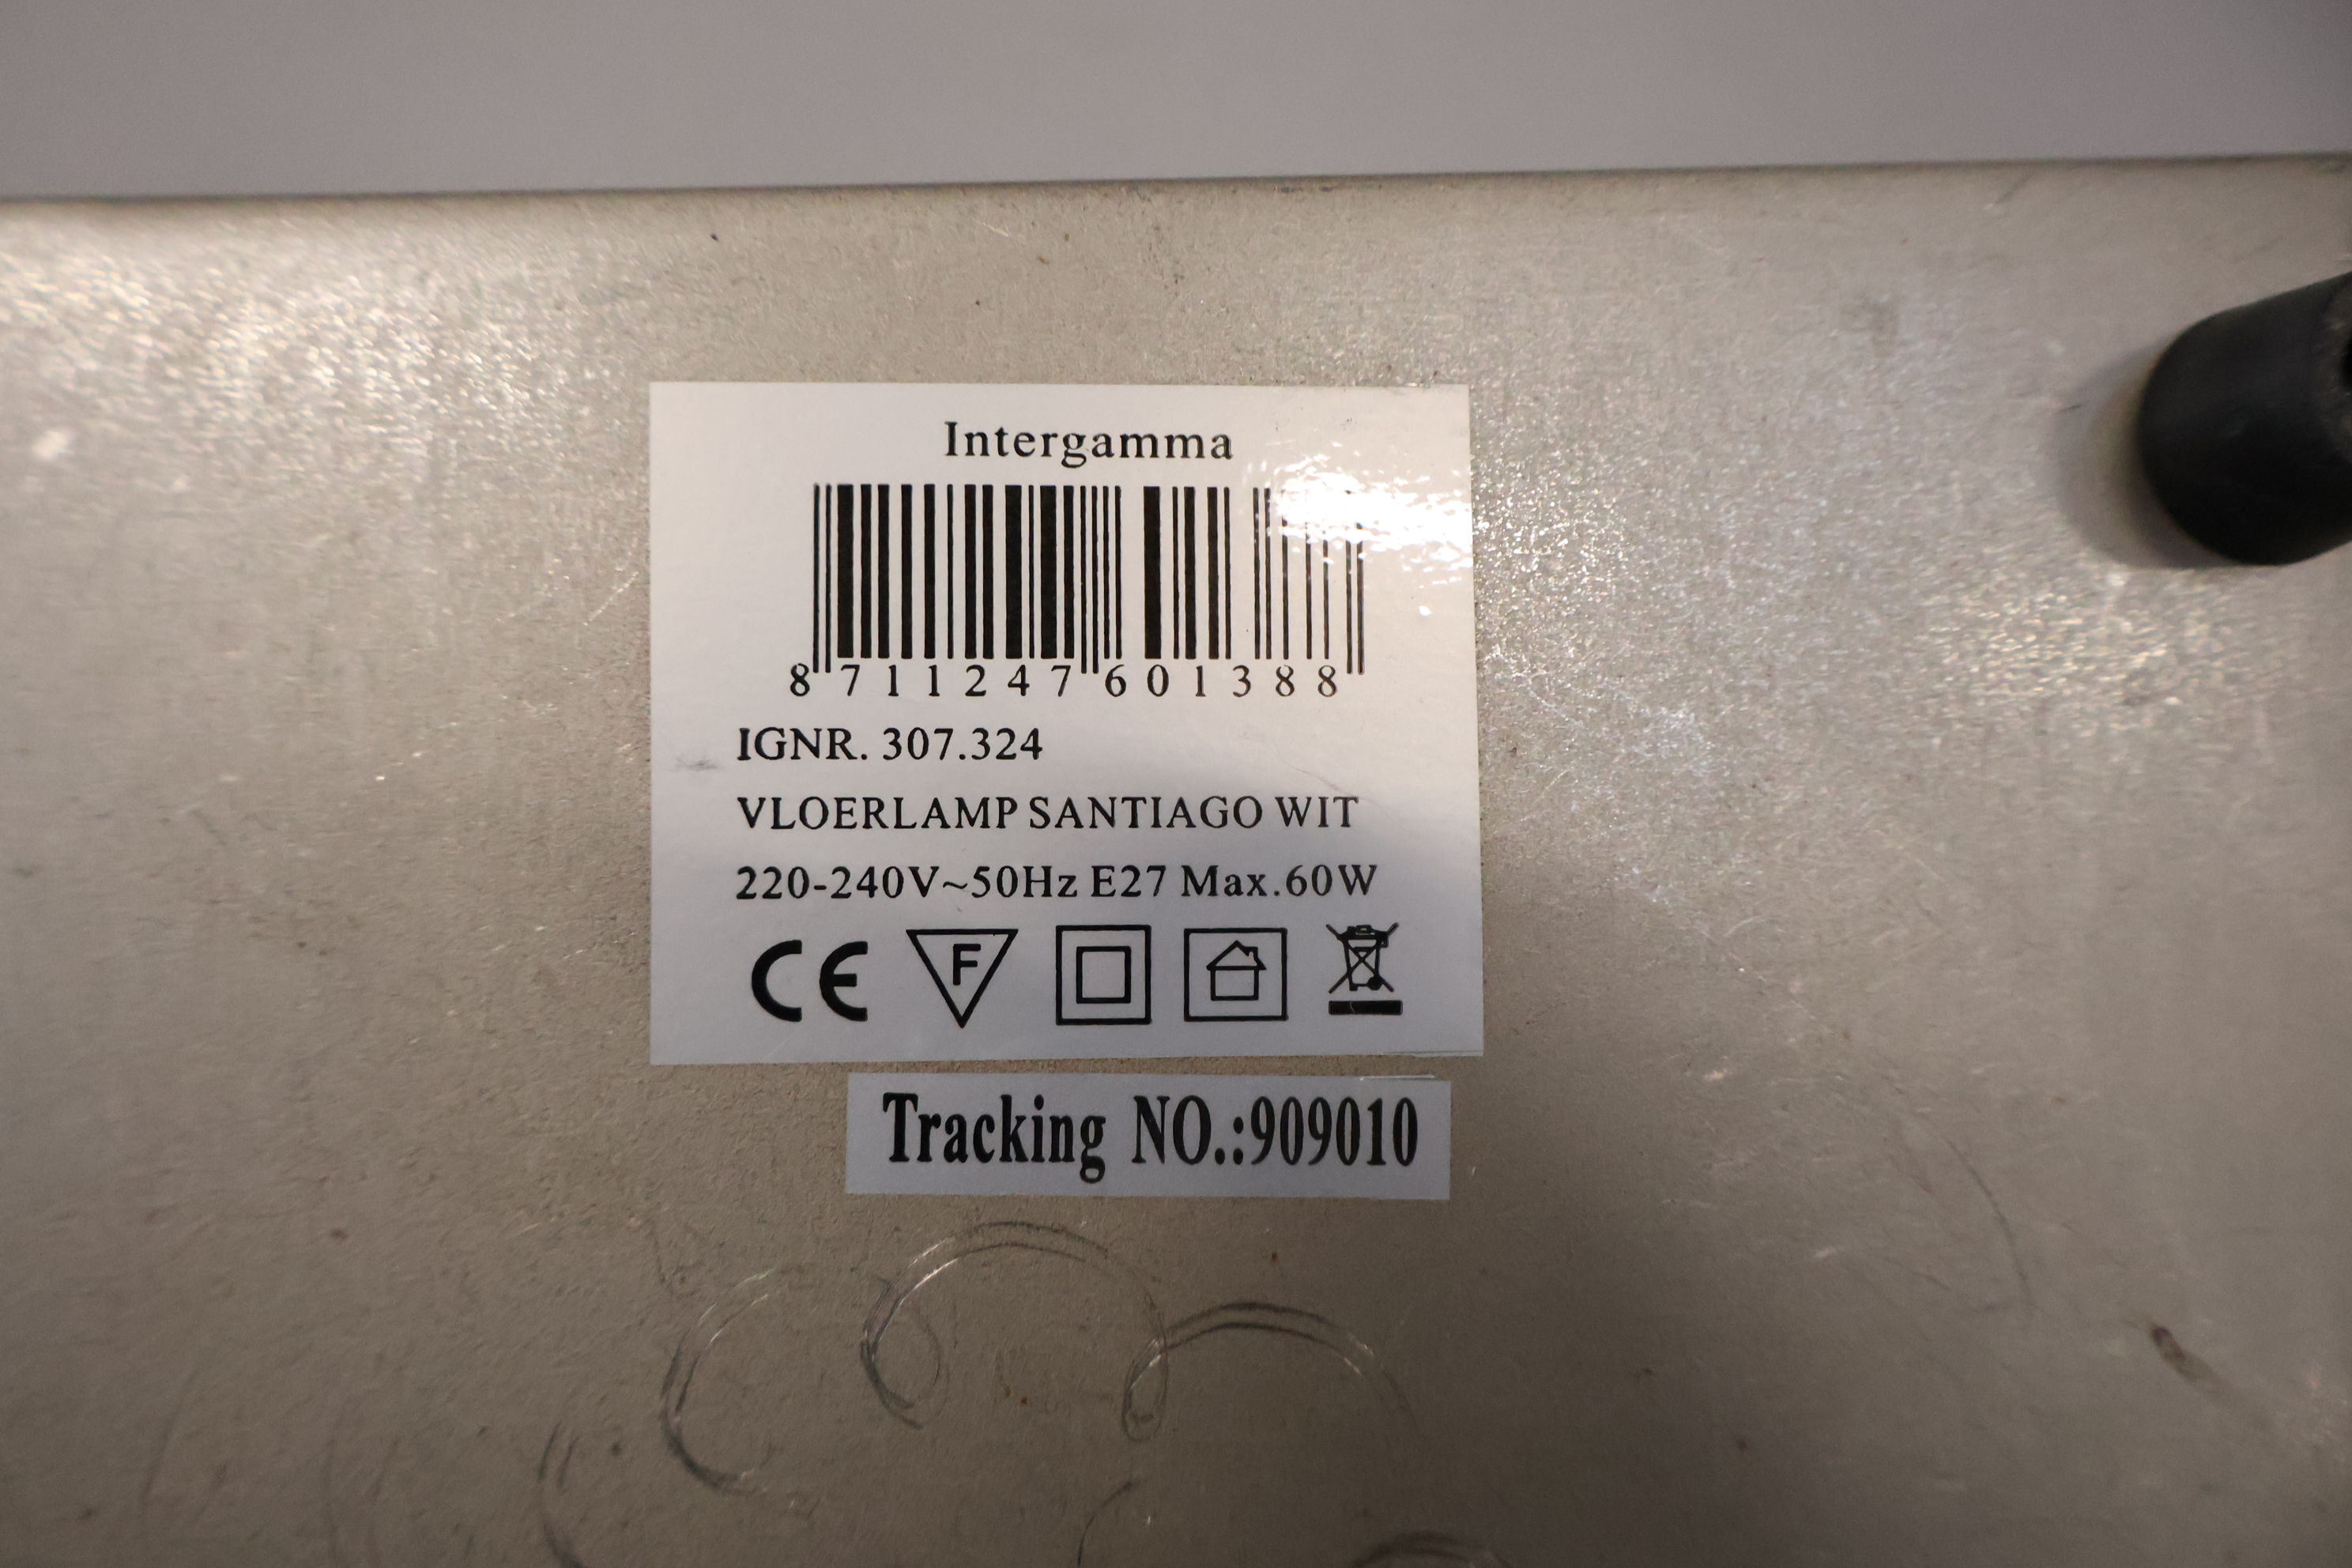 Intergamma
8 711247 601388
IGNR. 307.324
VLOERLAMP SANTIAGO WIT
220-240V~50Hz E27 Max.60W
CE F
Tracking NO.:909010